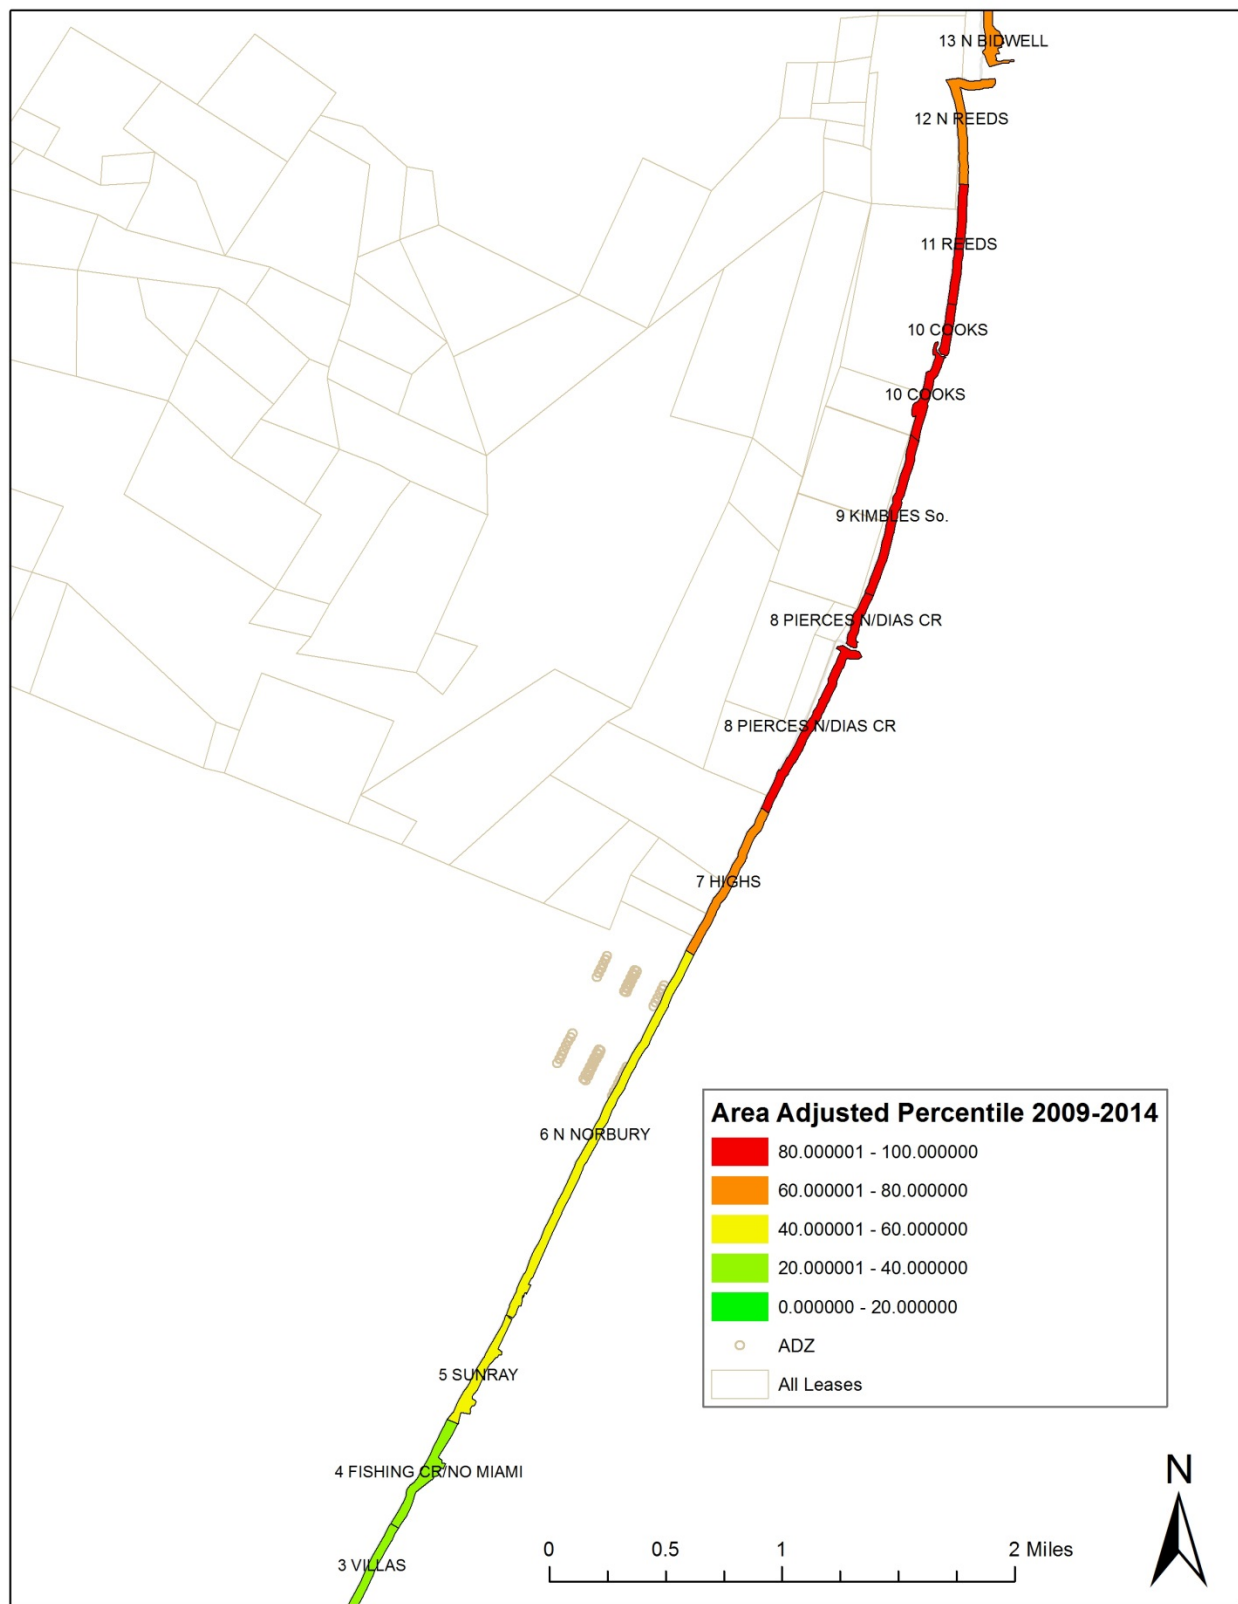 13 N BIDWELL
12 N REEDS
11 REEDS
10 COOKS
10 COOKS
9 KIMBLES So.
8 PIERCES N/DIAS CR
8 PIERCES N/DIAS CR
7 HIGHS
6 N NORBURY
5 SUNRAY
4 FISHING CR/NO MIAMI
3 VILLAS
Area Adjusted Percentile 2009-2014
80.000001 - 100.000000
60.000001 - 80.000000
40.000001 - 60.000000
20.000001 - 40.000000
0.000000 - 20.000000
ADZ
All Leases
N
0 0.5 1 2 Miles